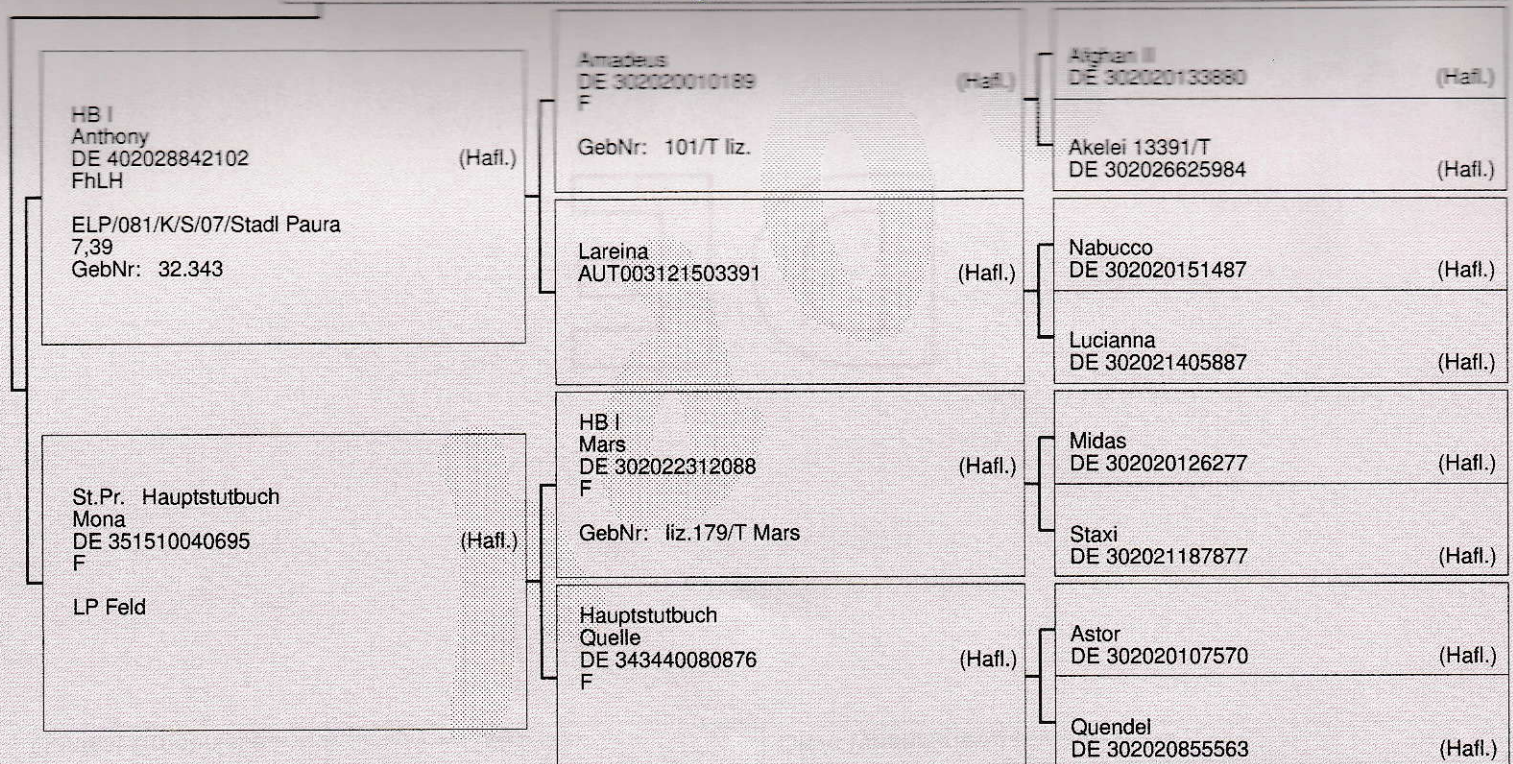 HB I
Anthony
DE 402028842102 (Hafl.)
FhLH
ELP/081/K/S/07/Stadl Paura
7,39
GebNr: 32.343
St.Pr. Hauptstutbuch
Mona
DE 351510040695 (Hafl.)
F
LP Feld
Amadeus
DE 302020010189 (Hafl.)
F
GebNr: 101/T liz.
Lareina
AUT003121503391 (Hafl.)
HB I
Mars
DE 302022312088 (Hafl.)
F
GebNr: liz.179/T Mars
Hauptstutbuch
Quelle
DE 343440080876 (Hafl.)
F
Afghan II
DE 302020133880 (Hafl.)
Akelei 13391/T
DE 302026625984 (Hafl.)
Nabucco
DE 302020151487 (Hafl.)
Lucianna
DE 302021405887 (Hafl.)
Midas
DE 302020126277 (Hafl.)
Staxi
DE 302021187877 (Hafl.)
Astor
DE 302020107570 (Hafl.)
Quendel
DE 302020855563 (Hafl.)